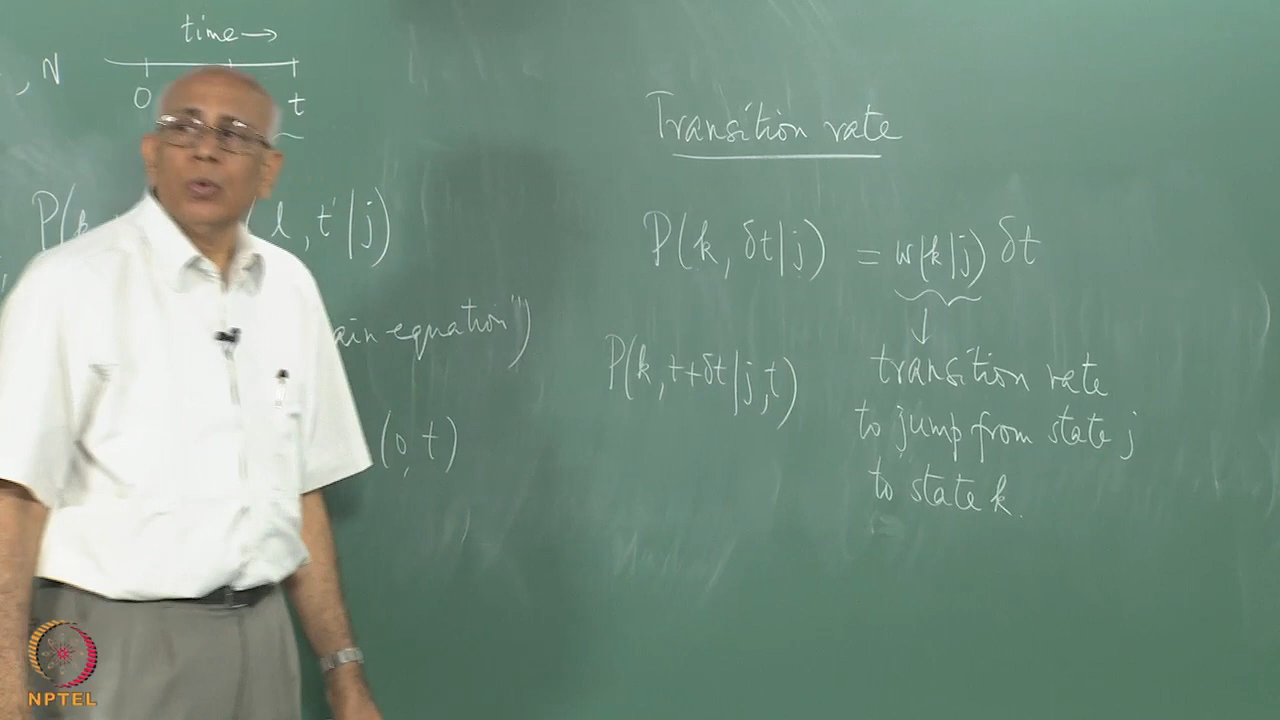 time →
, N
0 t
P(k l, t' | j)
ain equation")
(0, t)
Transition rate
P(k, δt | j) = w(k | j) δt
P(k, t+δt | j, t)
transition rate
to jump from state j
to state k.
NPTEL